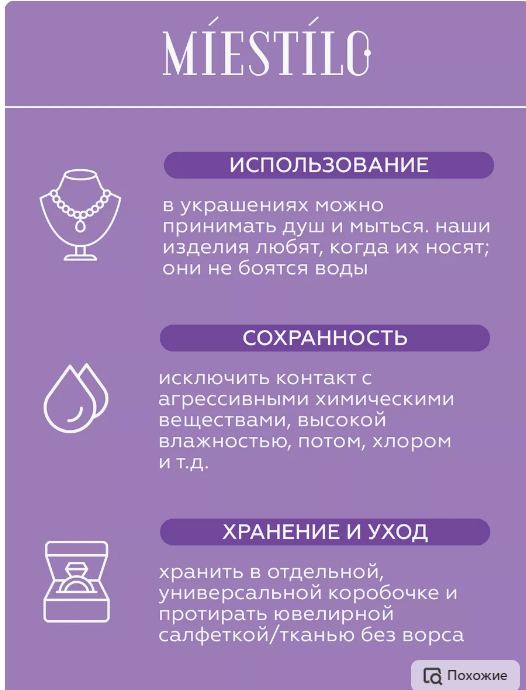 MÍESTÍLO
ИСПОЛЬЗОВАНИЕ
в украшениях можно
принимать душ и мыться. наши
изделия любят, когда их носят;
они не боятся воды
СОХРАННОСТЬ
исключить контакт с
агрессивными химическими
веществами, высокой
влажностью, потом, хлором
и т.д.
ХРАНЕНИЕ И УХОД
хранить в отдельной,
универсальной коробочке и
протирать ювелирной
салфеткой/тканью без ворса
Похожие